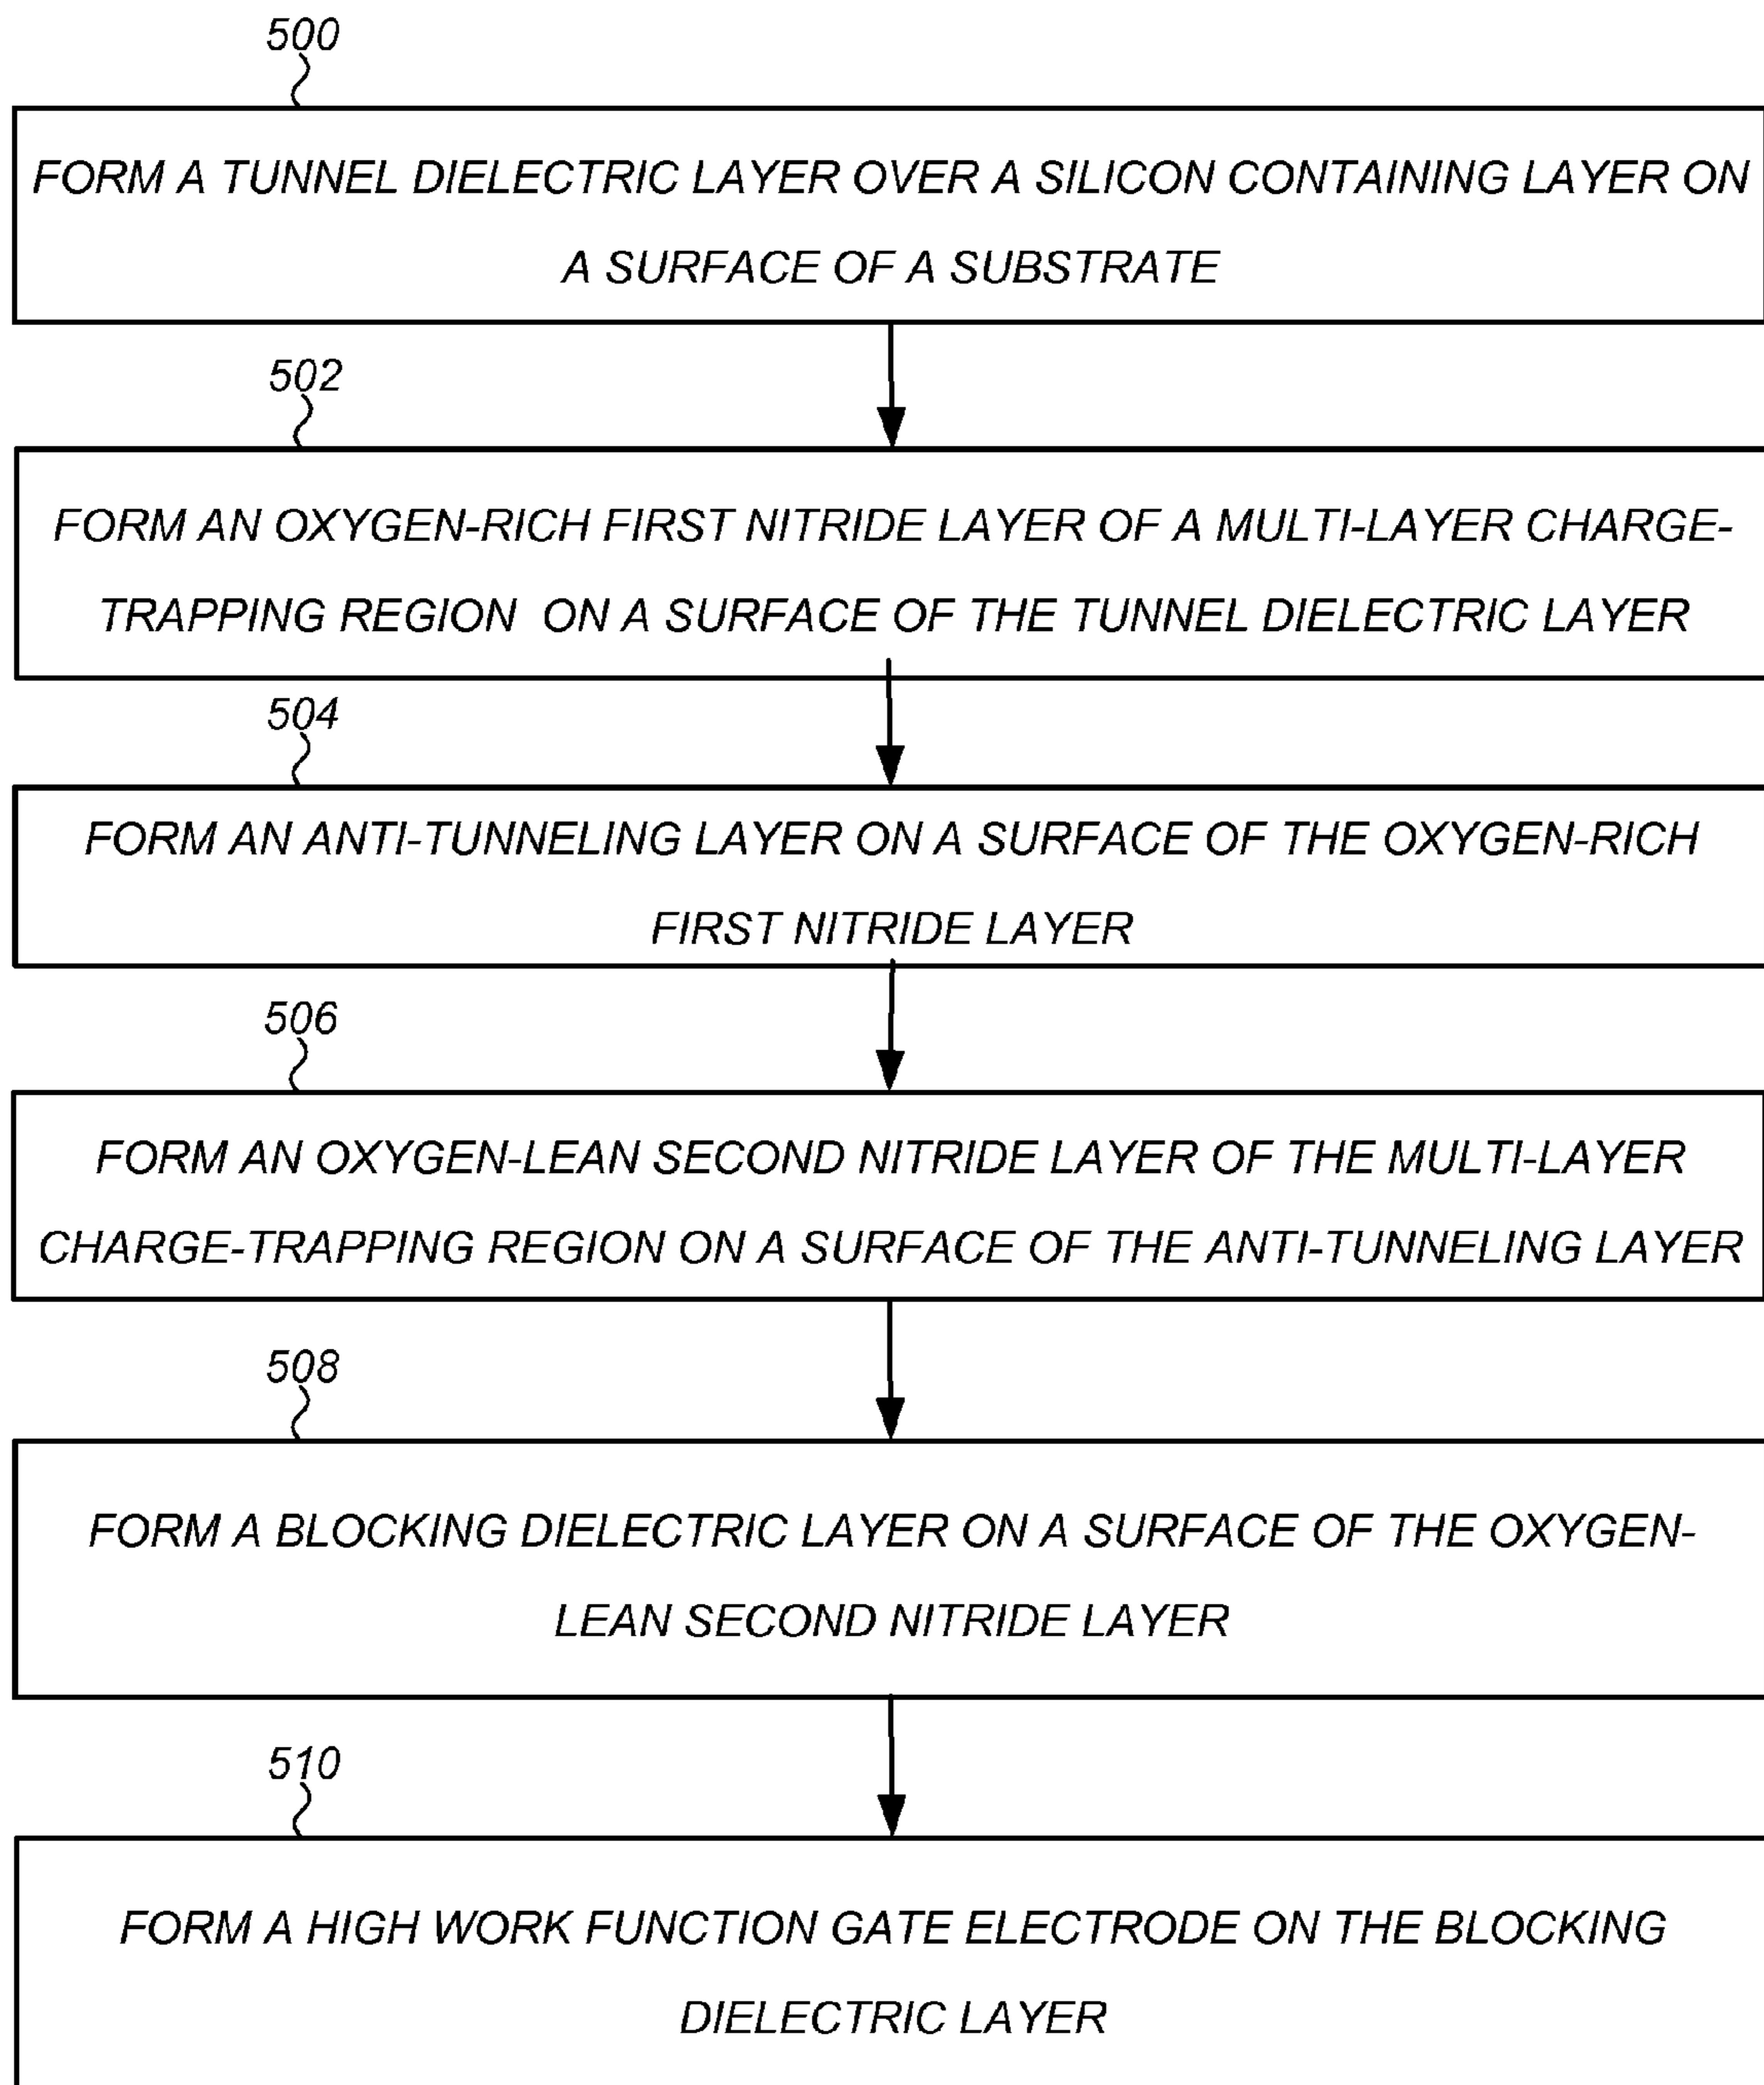 500
FORM A TUNNEL DIELECTRIC LAYER OVER A SILICON CONTAINING LAYER ON
A SURFACE OF A SUBSTRATE
502
FORM AN OXYGEN-RICH FIRST NITRIDE LAYER OF A MULTI-LAYER CHARGE-
TRAPPING REGION ON A SURFACE OF THE TUNNEL DIELECTRIC LAYER
504
FORM AN ANTI-TUNNELING LAYER ON A SURFACE OF THE OXYGEN-RICH
FIRST NITRIDE LAYER
506
FORM AN OXYGEN-LEAN SECOND NITRIDE LAYER OF THE MULTI-LAYER
CHARGE-TRAPPING REGION ON A SURFACE OF THE ANTI-TUNNELING LAYER
508
FORM A BLOCKING DIELECTRIC LAYER ON A SURFACE OF THE OXYGEN-
LEAN SECOND NITRIDE LAYER
510
FORM A HIGH WORK FUNCTION GATE ELECTRODE ON THE BLOCKING
DIELECTRIC LAYER